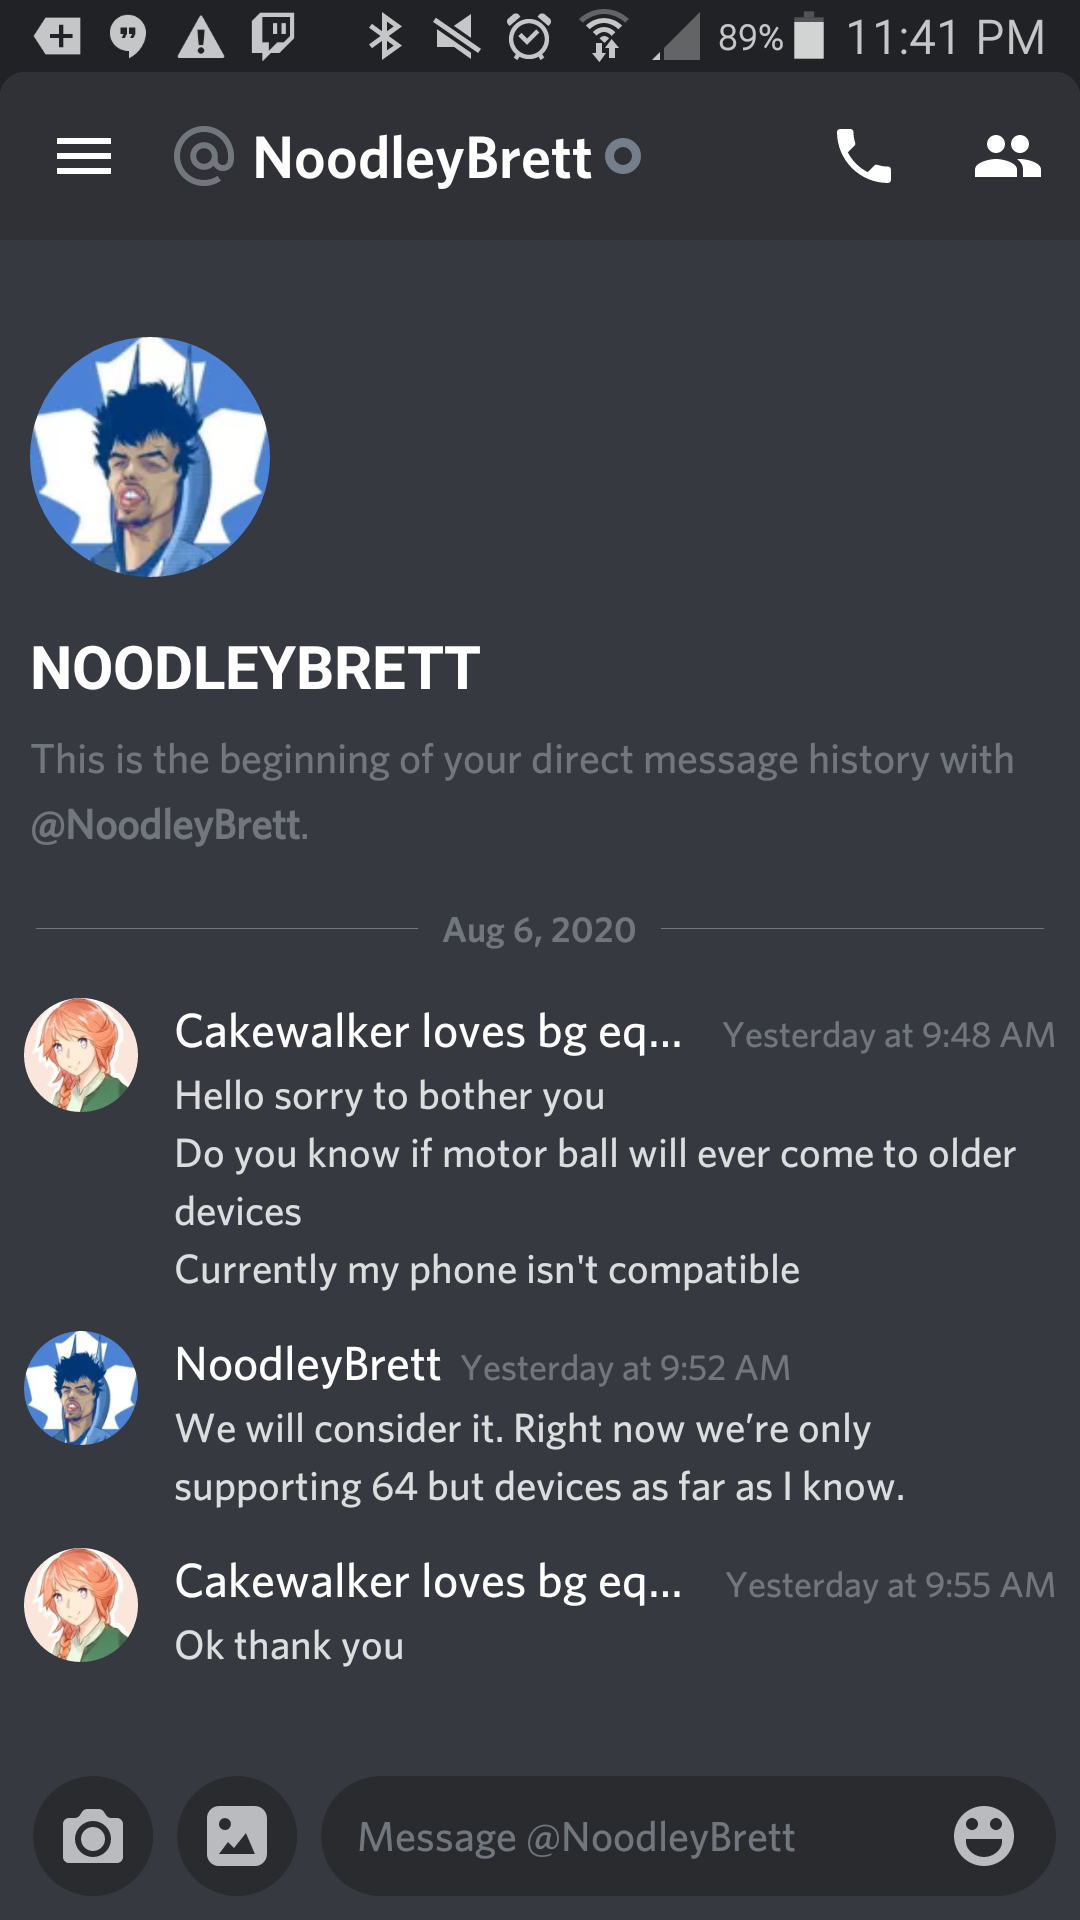 89% 11:41 PM
@ NoodleyBrett
NOODLEYBRETT
This is the beginning of your direct message history with
@NoodleyBrett.
Aug 6, 2020
Cakewalker loves bg eq... Yesterday at 9:48 AM
Hello sorry to bother you
Do you know if motor ball will ever come to older
devices
Currently my phone isn't compatible
NoodleyBrett Yesterday at 9:52 AM
We will consider it. Right now we’re only
supporting 64 but devices as far as I know.
Cakewalker loves bg eq... Yesterday at 9:55 AM
Ok thank you
Message @NoodleyBrett